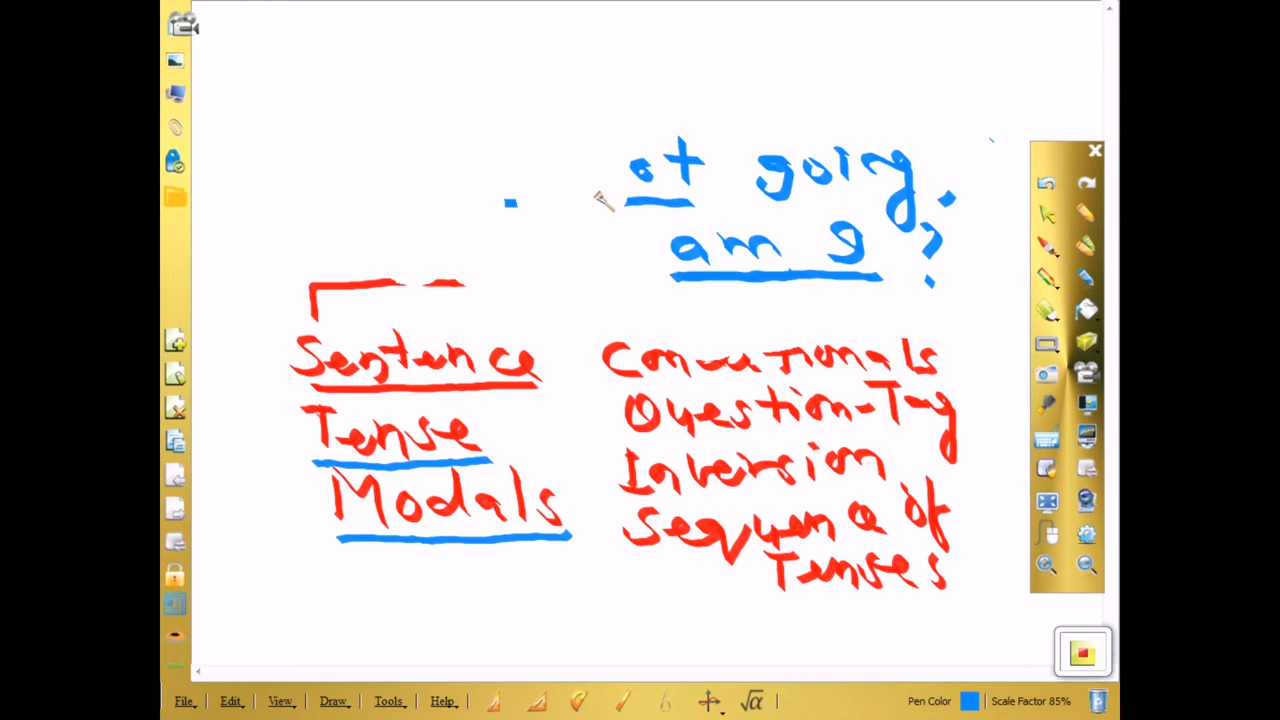 ot going.
am I ?
Sentence
Tense
Modals
Question-Tag
Inversion
Sequence of
Tenses
File Edit View Draw Tools Help Pen Color Scale Factor 85%